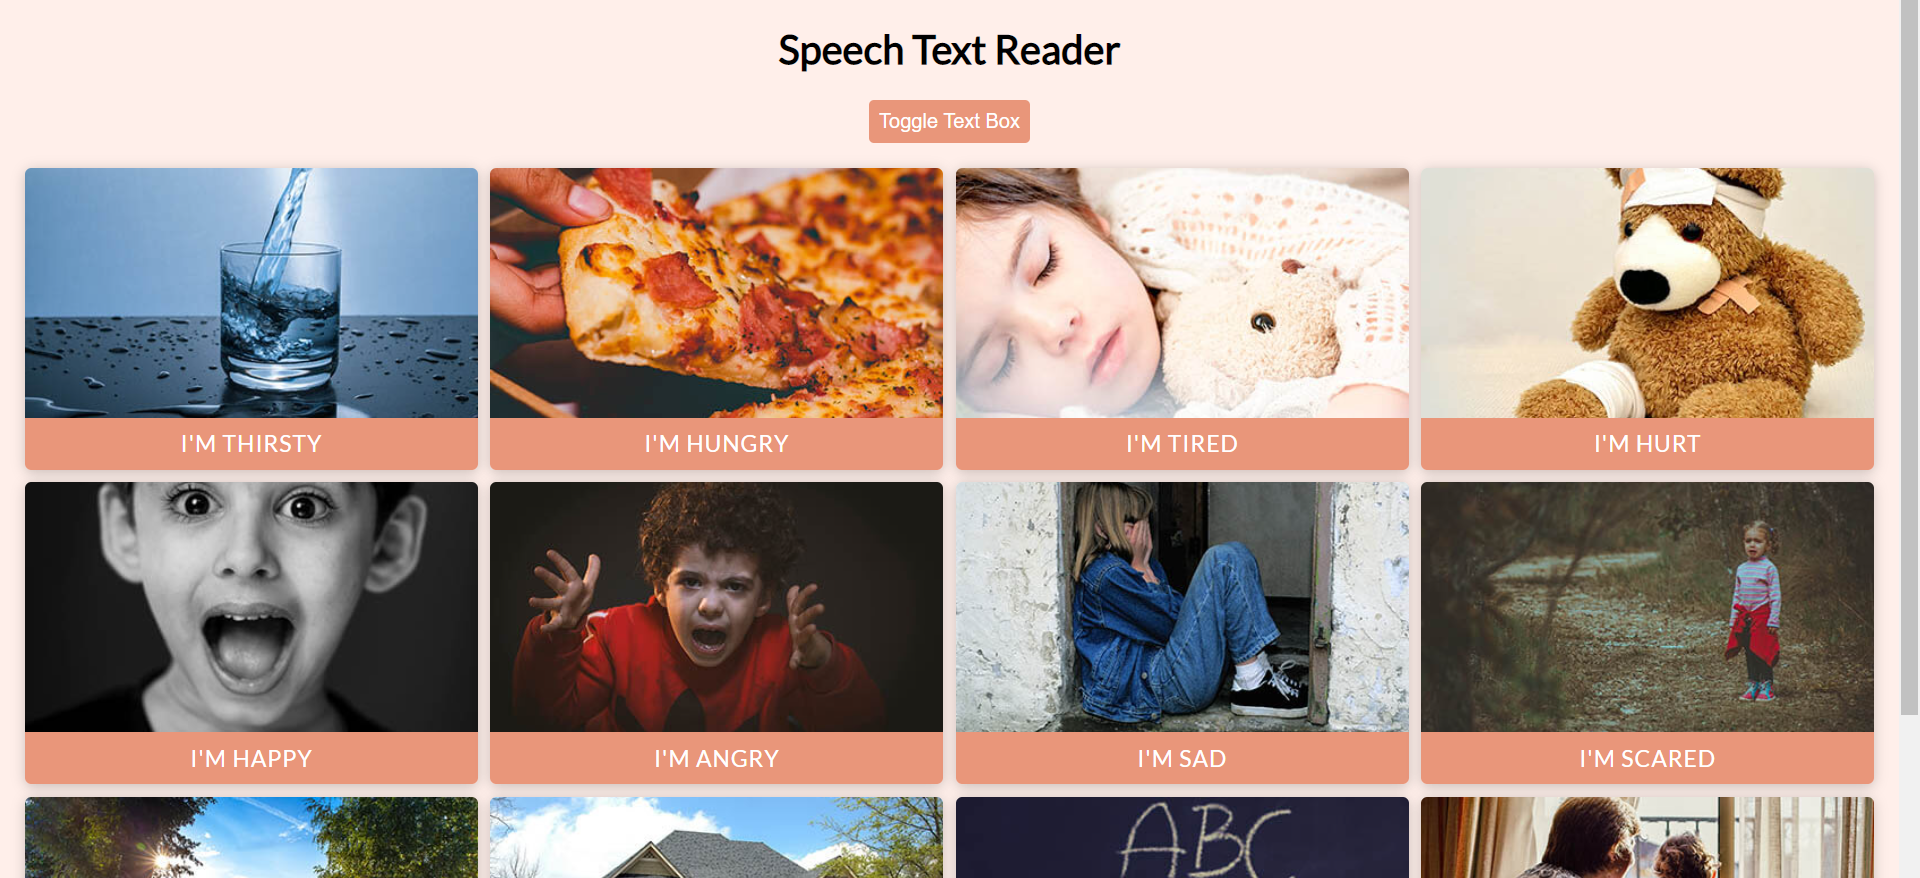 Speech Text Reader
Toggle Text Box
I'M THIRSTY
I'M HUNGRY
I'M TIRED
I'M HURT
I'M HAPPY
I'M ANGRY
I'M SAD
I'M SCARED
ABC